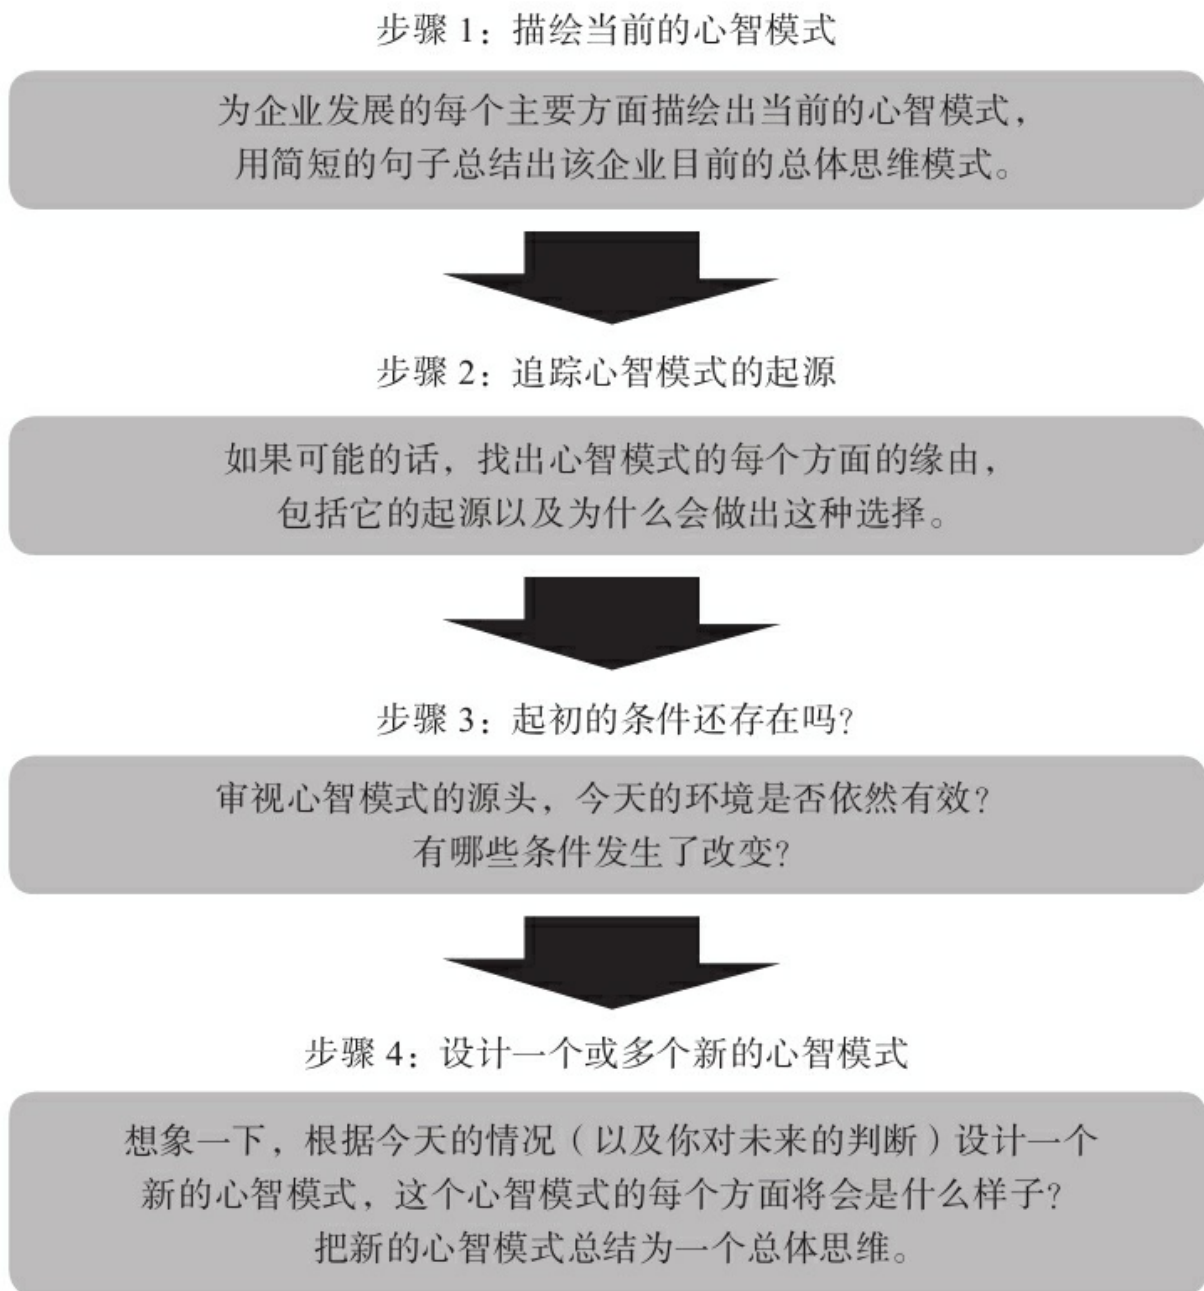 步骤 1：描绘当前的心智模式
为企业发展的每个主要方面描绘出当前的心智模式，
用简短的句子总结出该企业目前的总体思维模式。
步骤 2：追踪心智模式的起源
如果可能的话，找出心智模式的每个方面的缘由，
包括它的起源以及为什么会做出这种选择。
步骤 3：起初的条件还存在吗？
审视心智模式的源头，今天的环境是否依然有效？
有哪些条件发生了改变？
步骤 4：设计一个或多个新的心智模式
想象一下，根据今天的情况（以及你对未来的判断）设计一个
新的心智模式，这个心智模式的每个方面将会是什么样子？
把新的心智模式总结为一个总体思维。